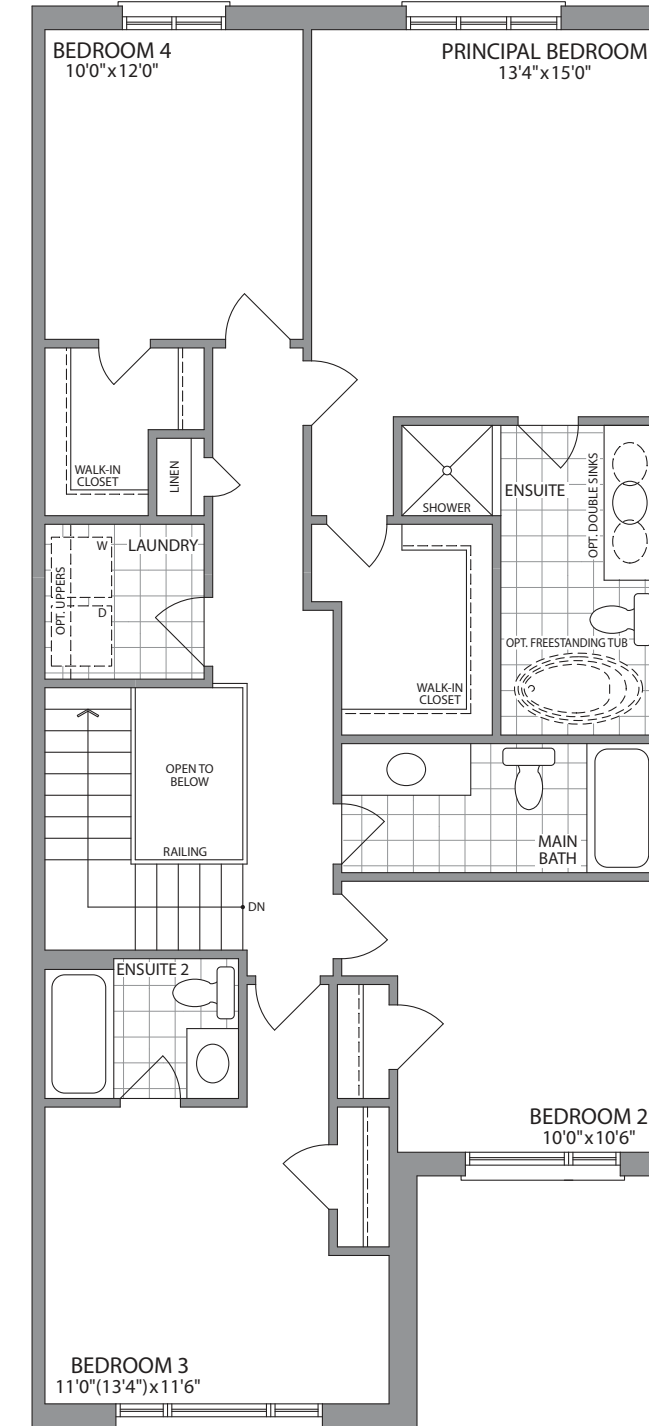 BEDROOM 4
10'0"x12'0"
PRINCIPAL BEDROOM
13'4"x15'0"
WALK-IN
CLOSET
LINEN
SHOWER
ENSUITE
OPT. DOUBLE SINKS
W
LAUNDRY
OPT. UPPERS
D
OPT. FREESTANDING TUB
WALK-IN
CLOSET
OPEN TO
BELOW
RAILING
MAIN
BATH
DN
ENSUITE 2
BEDROOM 2
10'0"x10'6"
BEDROOM 3
11'0"(13'4")x11'6"